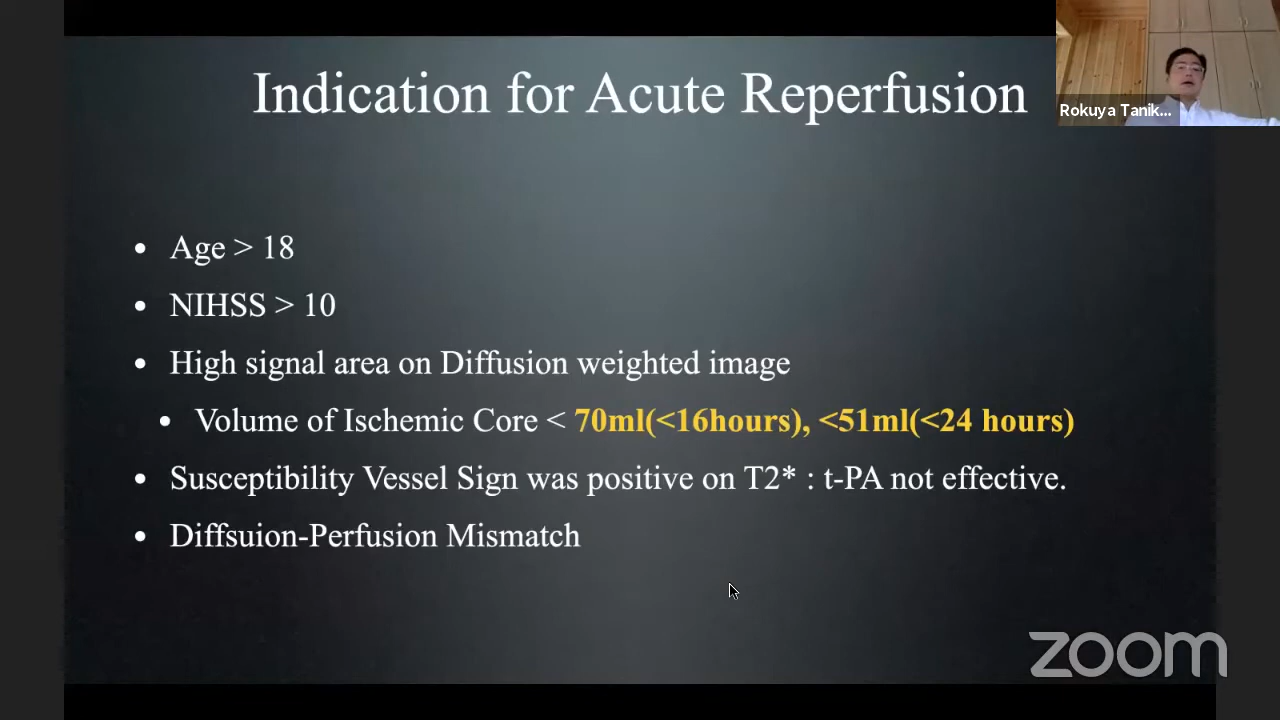 Indication for Acute Reperfusion
Rokuya Tanik...
• Age > 18
• NIHSS > 10
• High signal area on Diffusion weighted image
• Volume of Ischemic Core < 70ml(<16hours), <51ml(<24 hours)
• Susceptibility Vessel Sign was positive on T2* : t-PA not effective.
• Diffsuion-Perfusion Mismatch
zoom